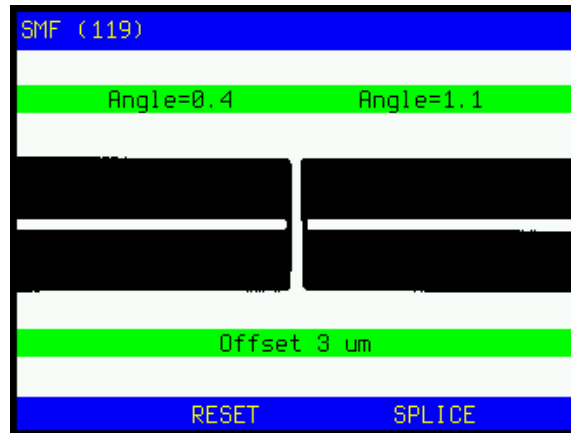 SMF (119)
Angle=0.4 Angle=1.1
Offset 3 um
RESET SPLICE